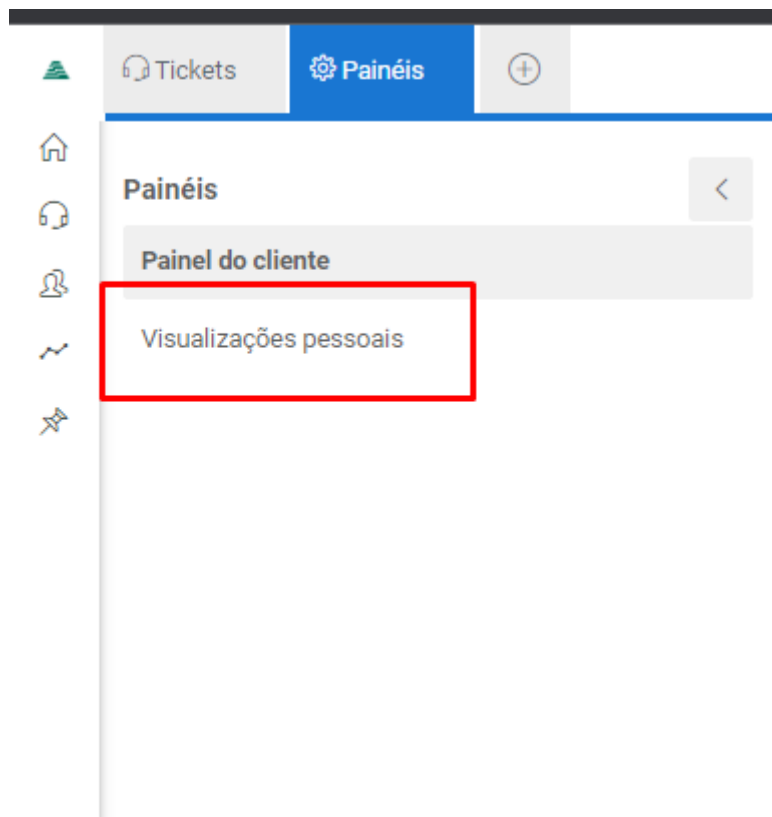 Tickets
Painéis
Painéis
Painel do cliente
Visualizações pessoais